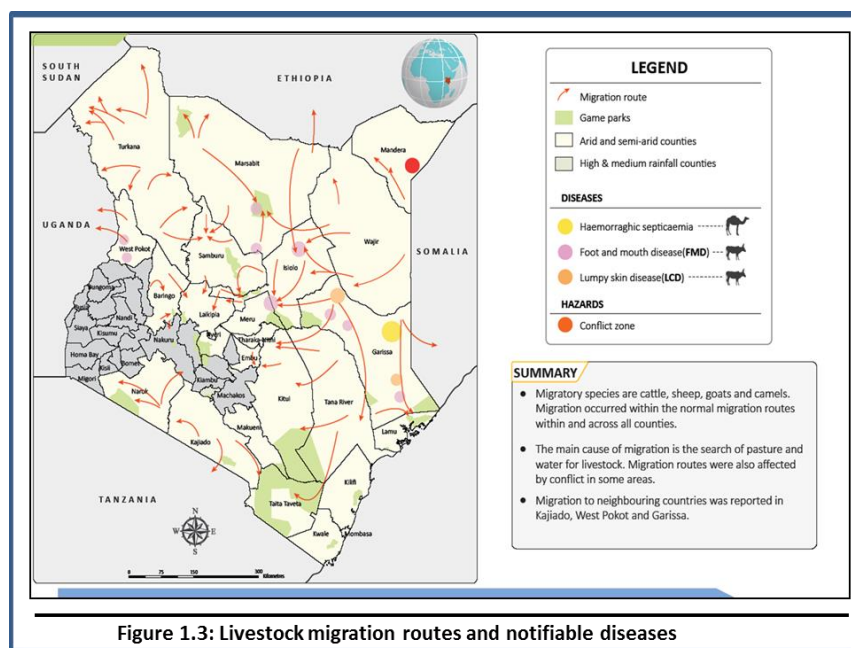 SOUTH
SUDAN
ETHIOPIA
Turkana
Mandera
Marsabit
UGANDA
Wajir
SOMALIA
West Pokot
Samburu
Isiolo
Baringo
Bungoma
Laikipia
Meru
Nandi
Siaya
Kisumu
Nakuru
Nyeri
Tharaka-Nithi
Garissa
Homa Bay
Embu
Kisii
Bomet
Kiambu
Migori
Narok
Machakos
Kitui
Tana River
Makueni
Lamu
Kajiado
TANZANIA
Kilifi
Taita Taveta
N
W
E
S
Kwale
Mombasa
0 75 150 300
Kilometres
LEGEND
Migration route
Game parks
Arid and semi-arid counties
High & medium rainfall counties
DISEASES
Haemorraghic septicaemia
Foot and mouth disease(FMD)
Lumpy skin disease(LCD)
HAZARDS
Conflict zone
SUMMARY
• Migratory species are cattle, sheep, goats and camels.
Migration occurred within the normal migration routes
within and across all counties.
• The main cause of migration is the search of pasture and
water for livestock. Migration routes were also affected
by conflict in some areas.
• Migration to neighbouring countries was reported in
Kajiado, West Pokot and Garissa.
Figure 1.3: Livestock migration routes and notifiable diseases